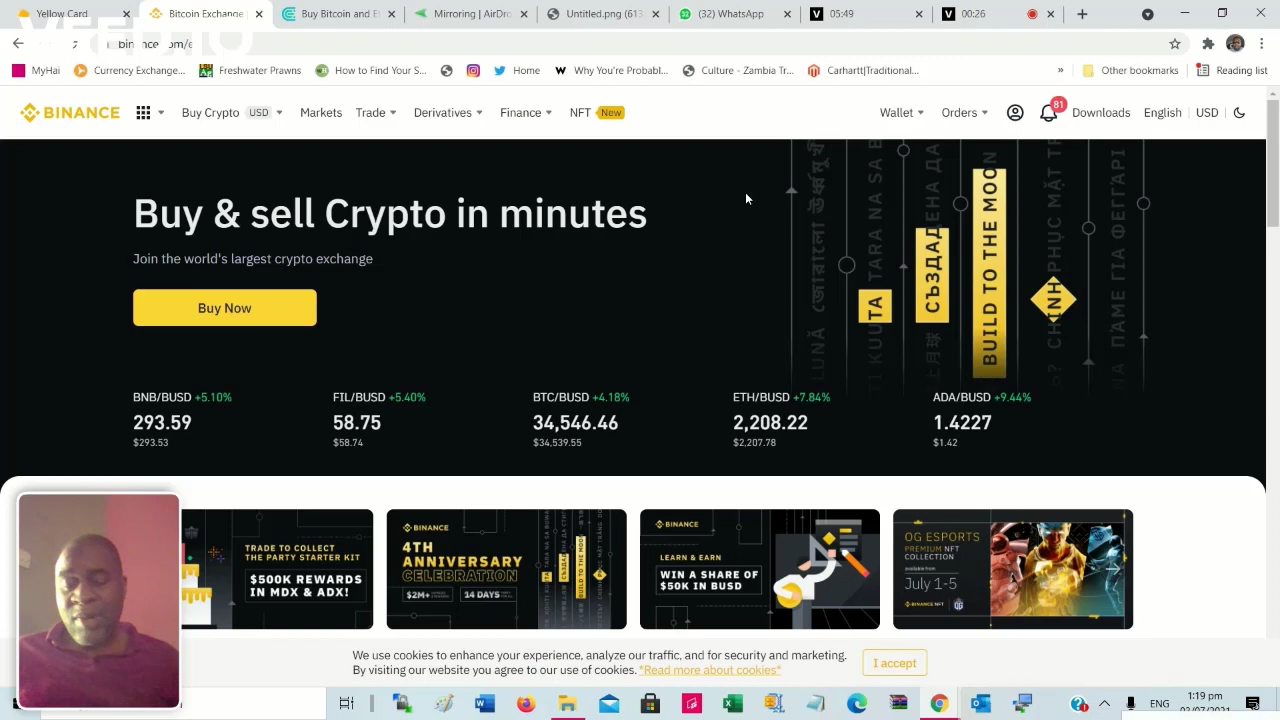 Yellow Card
Buy Bitcoin and E
Mining | Api C
Untitled.png (613
(32) WhatsApp
05:49
00:26
binance.com/e
MyHai
Currency Exchange...
Freshwater Prawns
How to Find Your S...
Home
Why You're Probabl...
Culture - Zambia Tr...
Carhartt|Traditional...
Other bookmarks
Reading list
BINANCE
Buy Crypto USD
Markets
Trade
Derivatives
Finance
NFT New
Wallet
Orders
81
Downloads
English
USD
Buy & sell Crypto in minutes
Join the world's largest crypto exchange
Buy Now
BUILD TO THE MOON
BNB/BUSD +5.10%
293.59
$293.53
FIL/BUSD +5.40%
58.75
$58.74
BTC/BUSD +4.18%
34,546.46
$34,539.55
ETH/BUSD +7.84%
2,208.22
$2,207.78
ADA/BUSD +9.44%
1.4227
$1.42
TRADE TO COLLECT
THE PARTY STARTER KIT
$500K REWARDS
IN MDX & ADX!
BINANCE
4TH
ANNIVERSARY
CELEBRATION
$2M+
14 DAYS
BINANCE
LEARN & EARN
WIN A SHARE OF
$50K IN BUSD
OG ESPORTS
PREMIUM NFT
COLLECTION
available from
July 1-5
BINANCE NFT
We use cookies to enhance your experience, analyze our traffic, and for security and marketing.
By visiting our website you agree to our use of cookies. *Read more about cookies*
I accept
ENG
1:19 pm